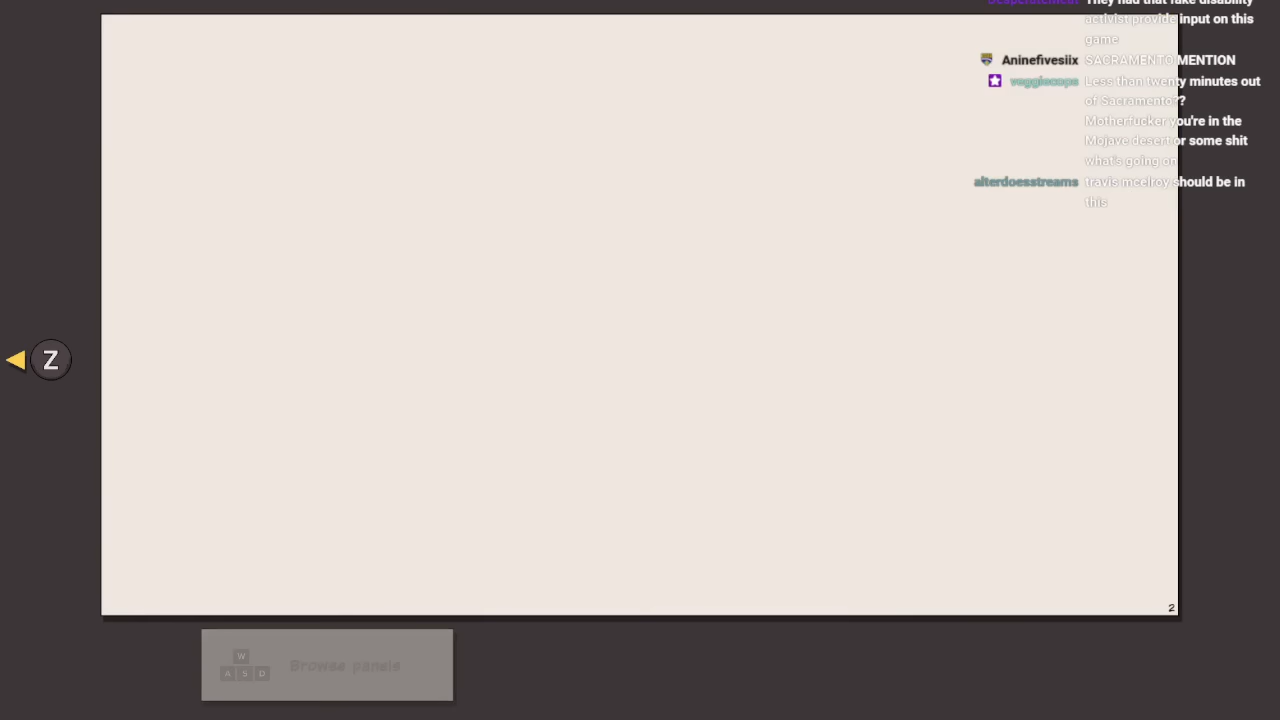 They had that fake disability
activist provide input on this
game
Aninefivesiix SACRAMENTO MENTION
veggiecops Less than twenty minutes out
of Sacramento??
Motherfucker you're in the
Mojave desert or some shit
what's going on
alterdoesstreams travis mcelroy should be in
this
Z
2
W
A S D
Browse panels